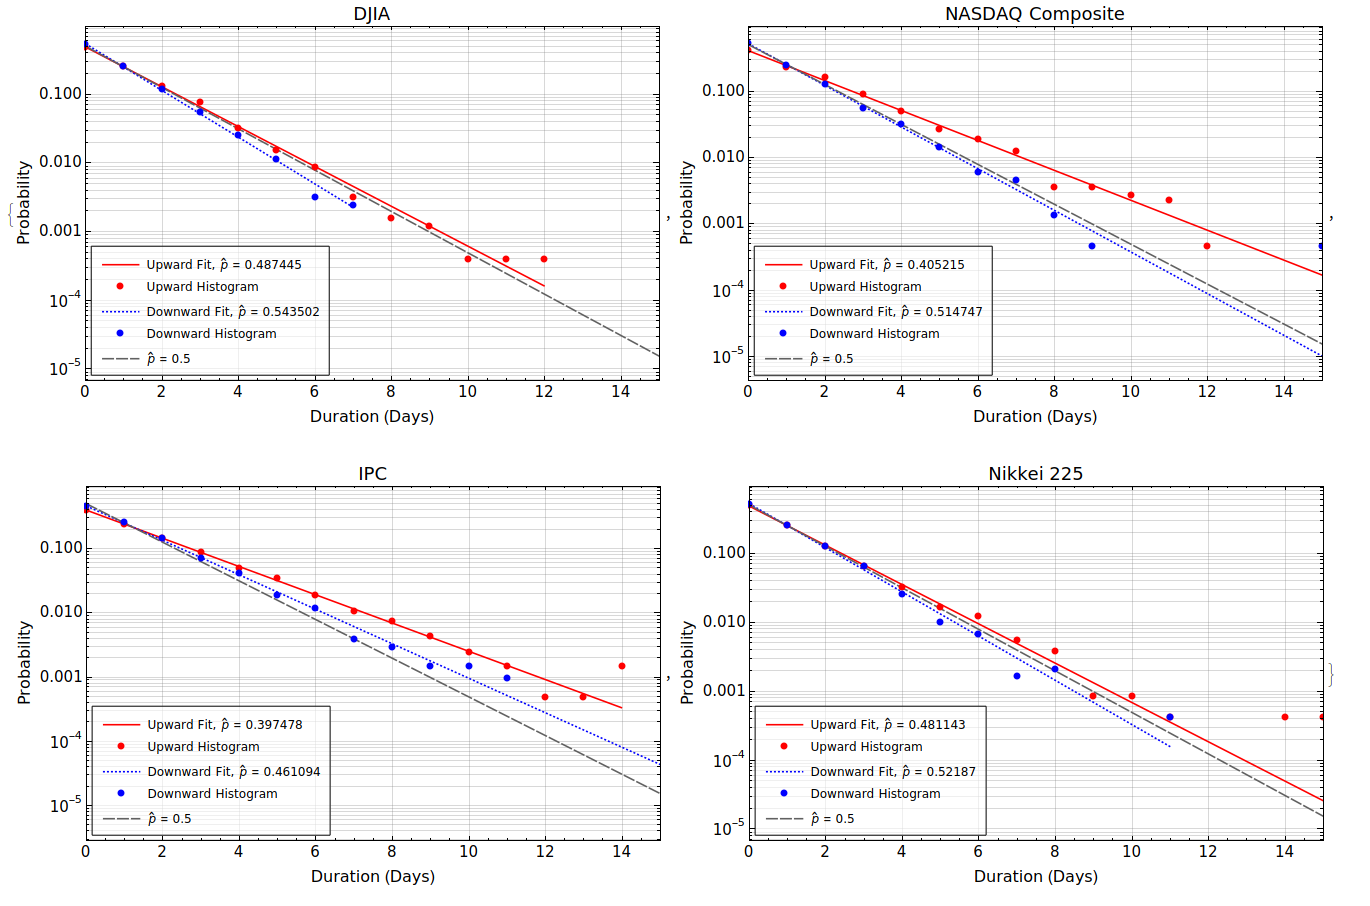 DJIA
Probability
0.100
0.010
0.001
10⁻⁴
10⁻⁵
Upward Fit, p̂ = 0.487445
Upward Histogram
Downward Fit, p̂ = 0.543502
Downward Histogram
p̂ = 0.5
0 2 4 6 8 10 12 14
Duration (Days)
NASDAQ Composite
Probability
0.100
0.010
0.001
10⁻⁴
10⁻⁵
Upward Fit, p̂ = 0.405215
Upward Histogram
Downward Fit, p̂ = 0.514747
Downward Histogram
p̂ = 0.5
0 2 4 6 8 10 12 14
Duration (Days)
IPC
Probability
0.100
0.010
0.001
10⁻⁴
10⁻⁵
Upward Fit, p̂ = 0.397478
Upward Histogram
Downward Fit, p̂ = 0.461094
Downward Histogram
p̂ = 0.5
0 2 4 6 8 10 12 14
Duration (Days)
Nikkei 225
Probability
0.100
0.010
0.001
10⁻⁴
10⁻⁵
Upward Fit, p̂ = 0.481143
Upward Histogram
Downward Fit, p̂ = 0.52187
Downward Histogram
p̂ = 0.5
0 2 4 6 8 10 12 14
Duration (Days)